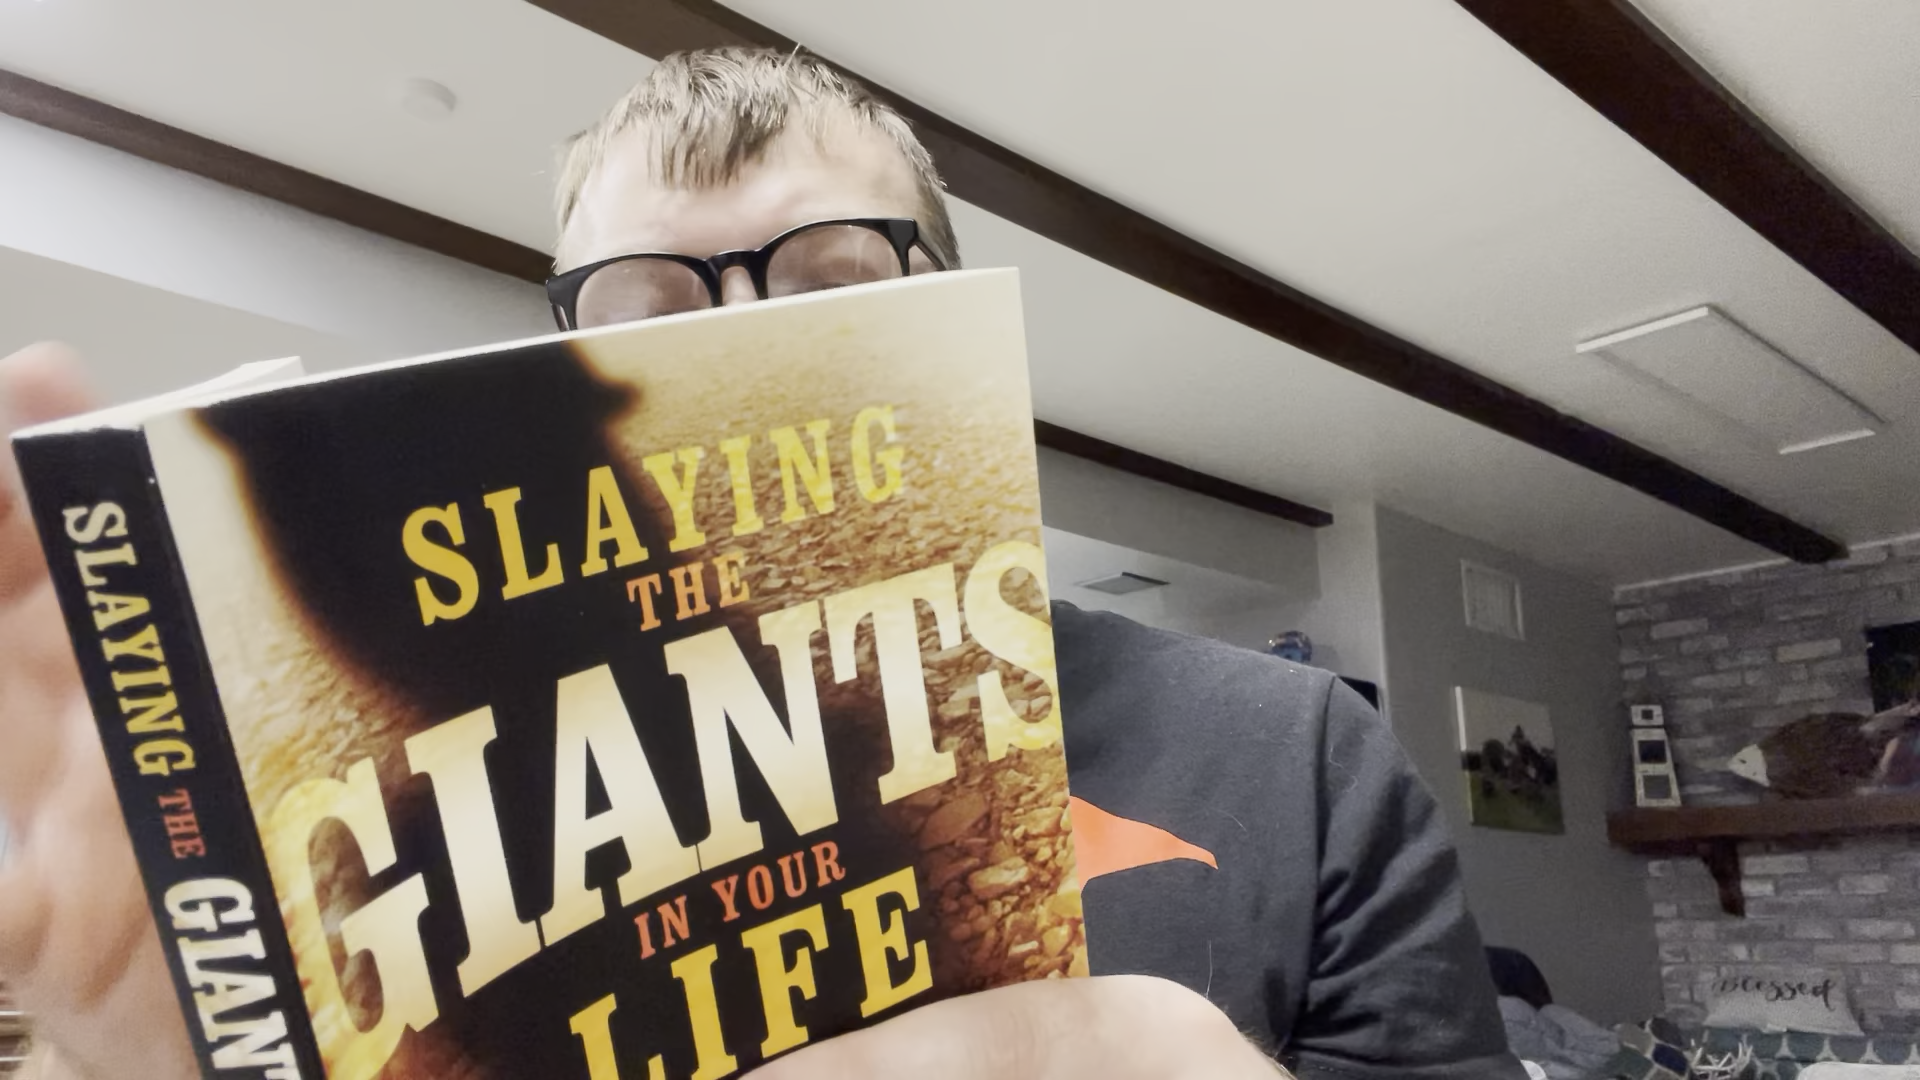 SLAYING
THE
GIANTS
IN YOUR
LIFE
SLAYING THE GIANT
Blessed